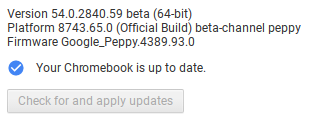 Version 54.0.2840.59 beta (64-bit)
Platform 8743.65.0 (Official Build) beta-channel peppy
Firmware Google_Peppy.4389.93.0
Your Chromebook is up to date.
Check for and apply updates